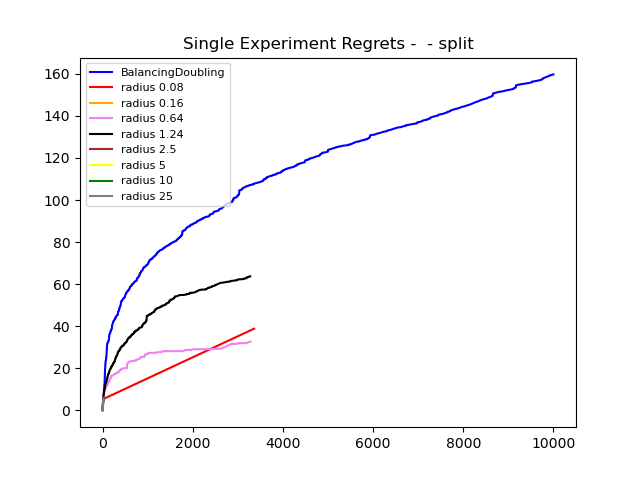 Single Experiment Regrets -  - split
160
140
120
100
80
60
40
20
0
BalancingDoubling
radius 0.08
radius 0.16
radius 0.64
radius 1.24
radius 2.5
radius 5
radius 10
radius 25
0 2000 4000 6000 8000 10000